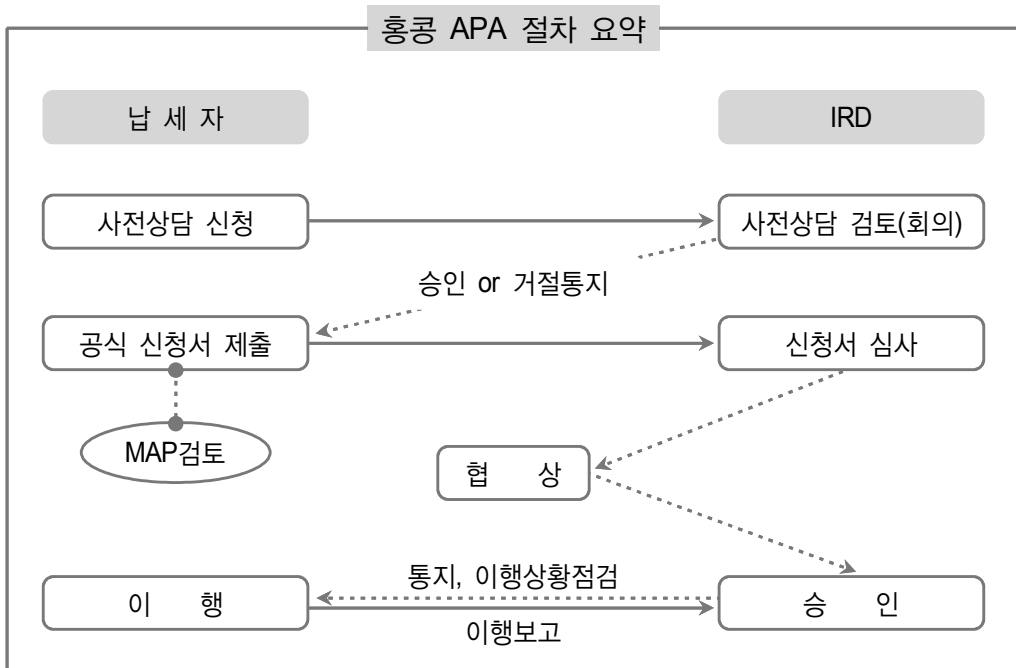 홍콩 APA 절차 요약
납 세 자
IRD
사전상담 신청
사전상담 검토(회의)
승인 or 거절통지
공식 신청서 제출
신청서 심사
MAP검토
협 상
통지, 이행상황점검
이 행
승 인
이행보고